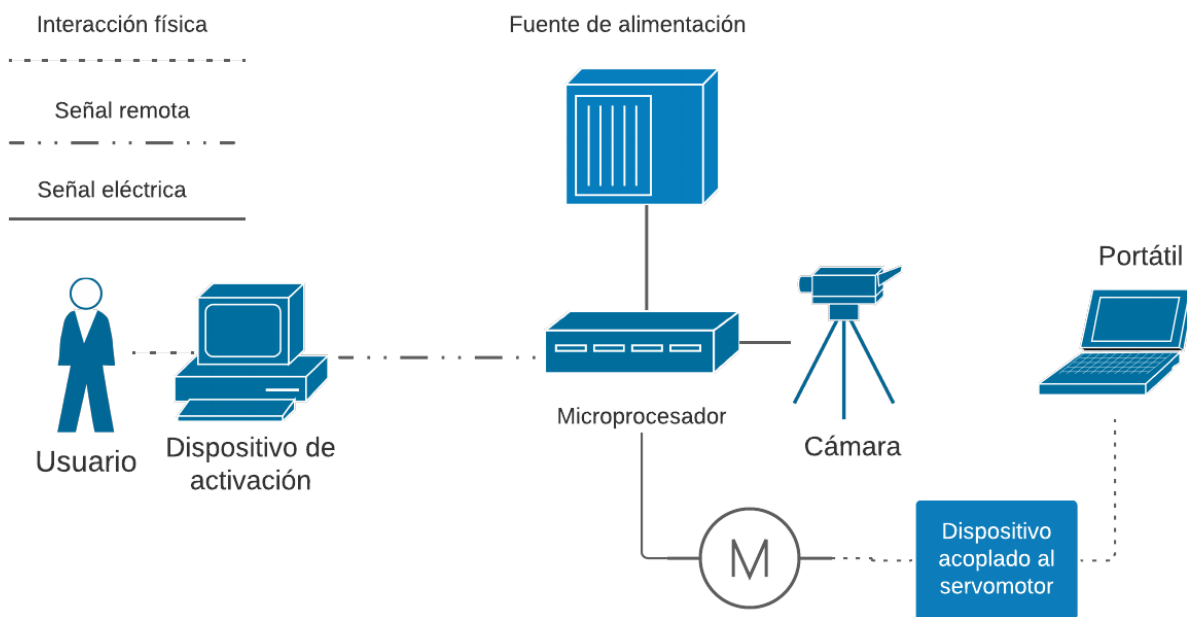 Interacción física
Fuente de alimentación
Señal remota
Señal eléctrica
Portátil
Microprocesador
Cámara
Usuario
Dispositivo de
activación
M
Dispositivo
acoplado al
servomotor